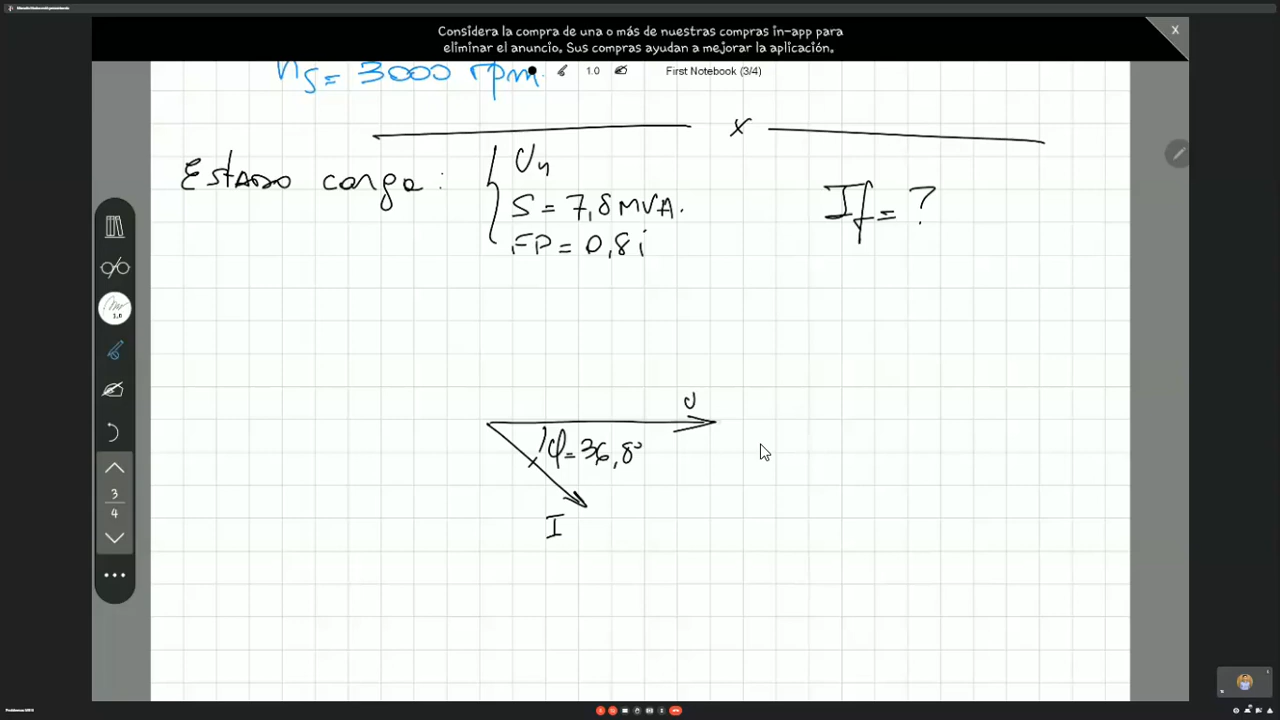 Considera la compra de una o más de nuestras compras in-app para
eliminar el anuncio. Sus compras ayudan a mejorar la aplicación.
X
1.0
First Notebook (3/4)
ns= 3000 rpm.
x
Estado carga:
Un
S = 7,8 MVA.
FP = 0,8 i
If = ?
1.0
U
φ = 36,8°
I
3
4